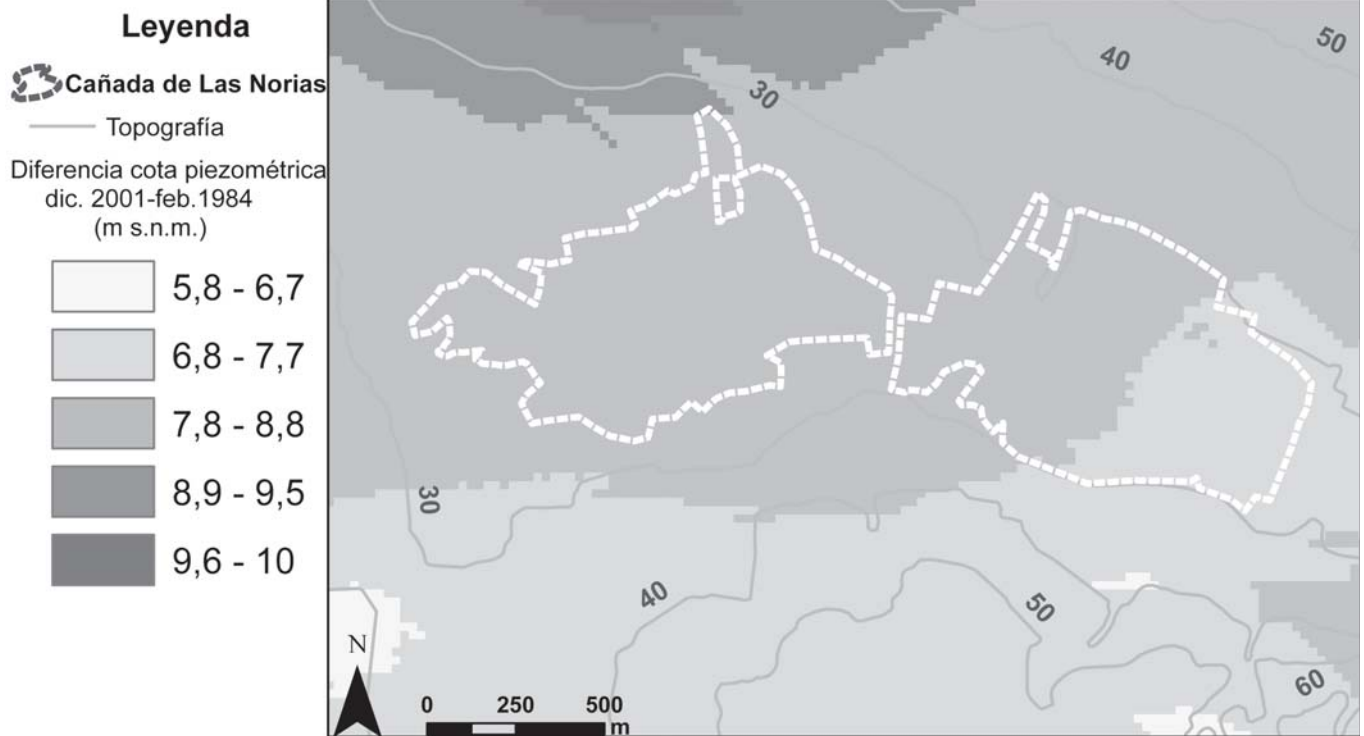 Leyenda
Cañada de Las Norias
Topografía
Diferencia cota piezométrica
dic. 2001-feb.1984
(m s.n.m.)
5,8 - 6,7
6,8 - 7,7
7,8 - 8,8
8,9 - 9,5
9,6 - 10
50
40
30
30
40
50
60
N
0 250 500
m